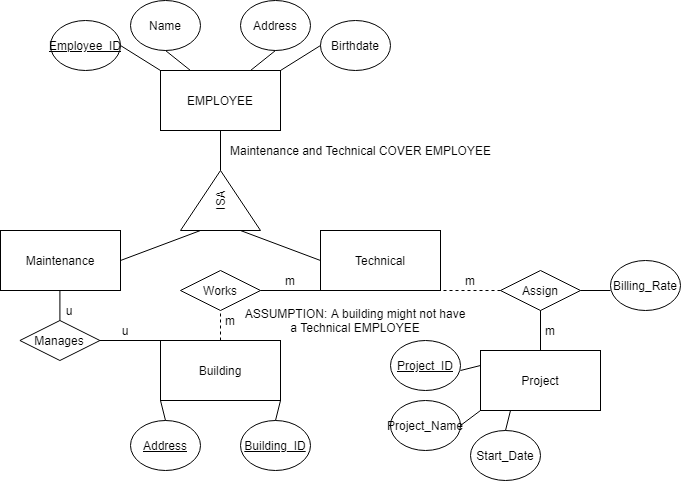 Name
Address
Employee_ID
Birthdate
EMPLOYEE
Maintenance and Technical COVER EMPLOYEE
ISA
Maintenance
Technical
Works
m
m
Assign
Billing_Rate
u
m
ASSUMPTION: A building might not have
a Technical EMPLOYEE
Manages
u
m
Building
Project_ID
Project
Project_Name
Address
Building_ID
Start_Date